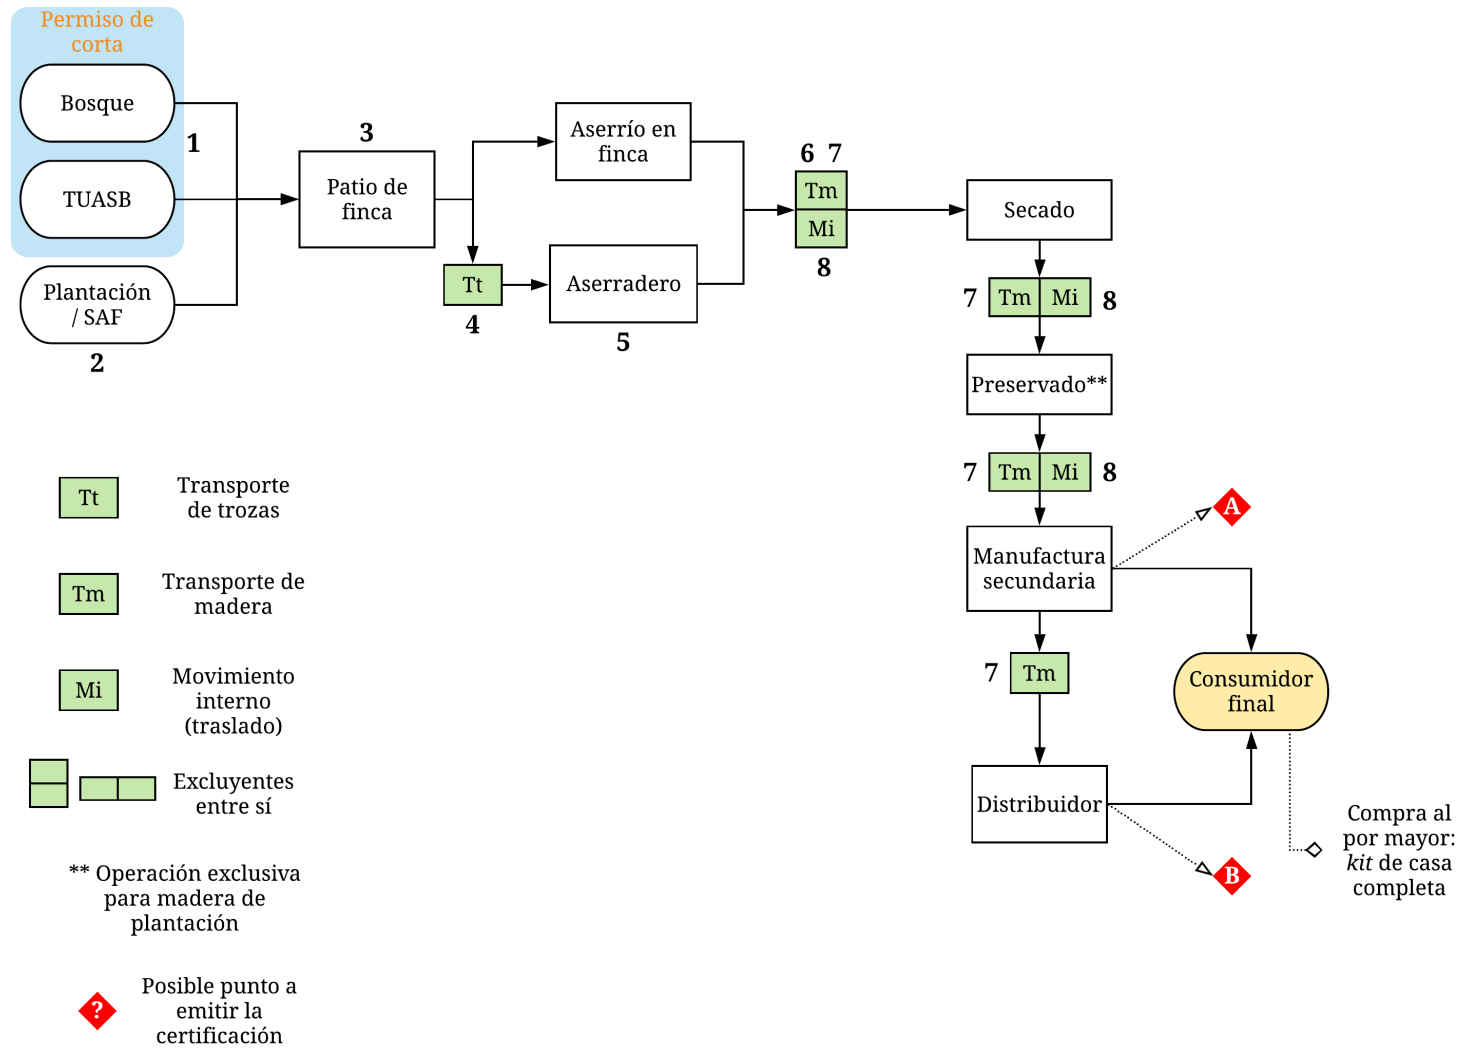 Permiso de
corta
Bosque
1
TUASB
Plantación
/ SAF
2
3
Patio de
finca
Aserrío en
finca
Tt
4
Aserradero
5
6 7
Tm
Mi
8
Secado
7
Tm
Mi
8
Preservado**
7
Tm
Mi
8
A
Manufactura
secundaria
7
Tm
Consumidor
final
Distribuidor
B
Compra al
por mayor:
kit de casa
completa
Tt
Transporte
de trozas
Tm
Transporte de
madera
Mi
Movimiento
interno
(traslado)
Excluyentes
entre sí
** Operación exclusiva
para madera de
plantación
?
Posible punto a
emitir la
certificación